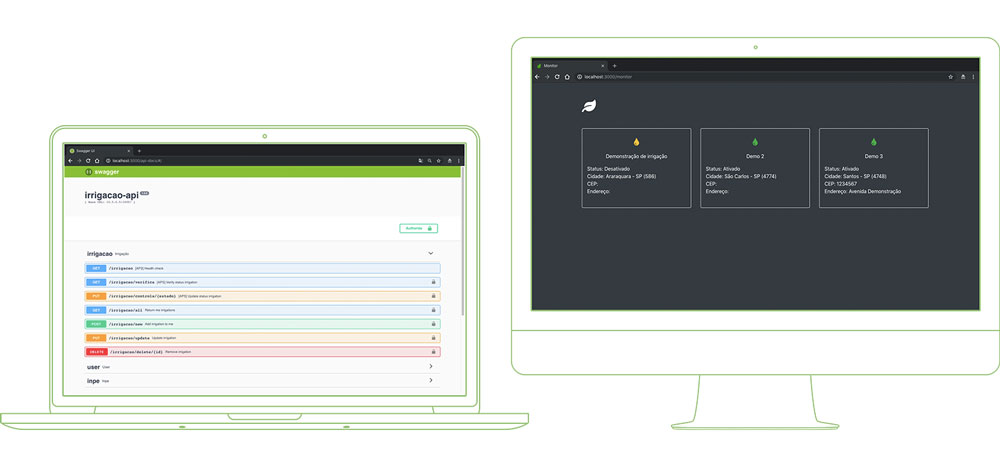 Swagger UI
localhost:3000/api-docs/#/
swagger
irrigacao-api
Authorize
irrigacao Irrigação
GET /irrigacao [API] Health check
GET /irrigacao/verifica [API] Verify status irrigation
PUT /irrigacao/controle/{estado} [API] Update status irrigation
GET /irrigacao/all Return me irrigations
POST /irrigacao/new Add irrigation to me
PUT /irrigacao/update Update irrigation
DELETE /irrigacao/delete/{id} Remove irrigation
user User
inpe Inpe
Monitor
localhost:3000/monitor
Demonstração de irrigação
Status: Desativado
Cidade: Araraquara - SP (586)
CEP:
Endereço:
Demo 2
Status: Ativado
Cidade: São Carlos - SP (4774)
CEP:
Endereço:
Demo 3
Status: Ativado
Cidade: Santos - SP (4748)
CEP: 1234567
Endereço: Avenida Demonstração